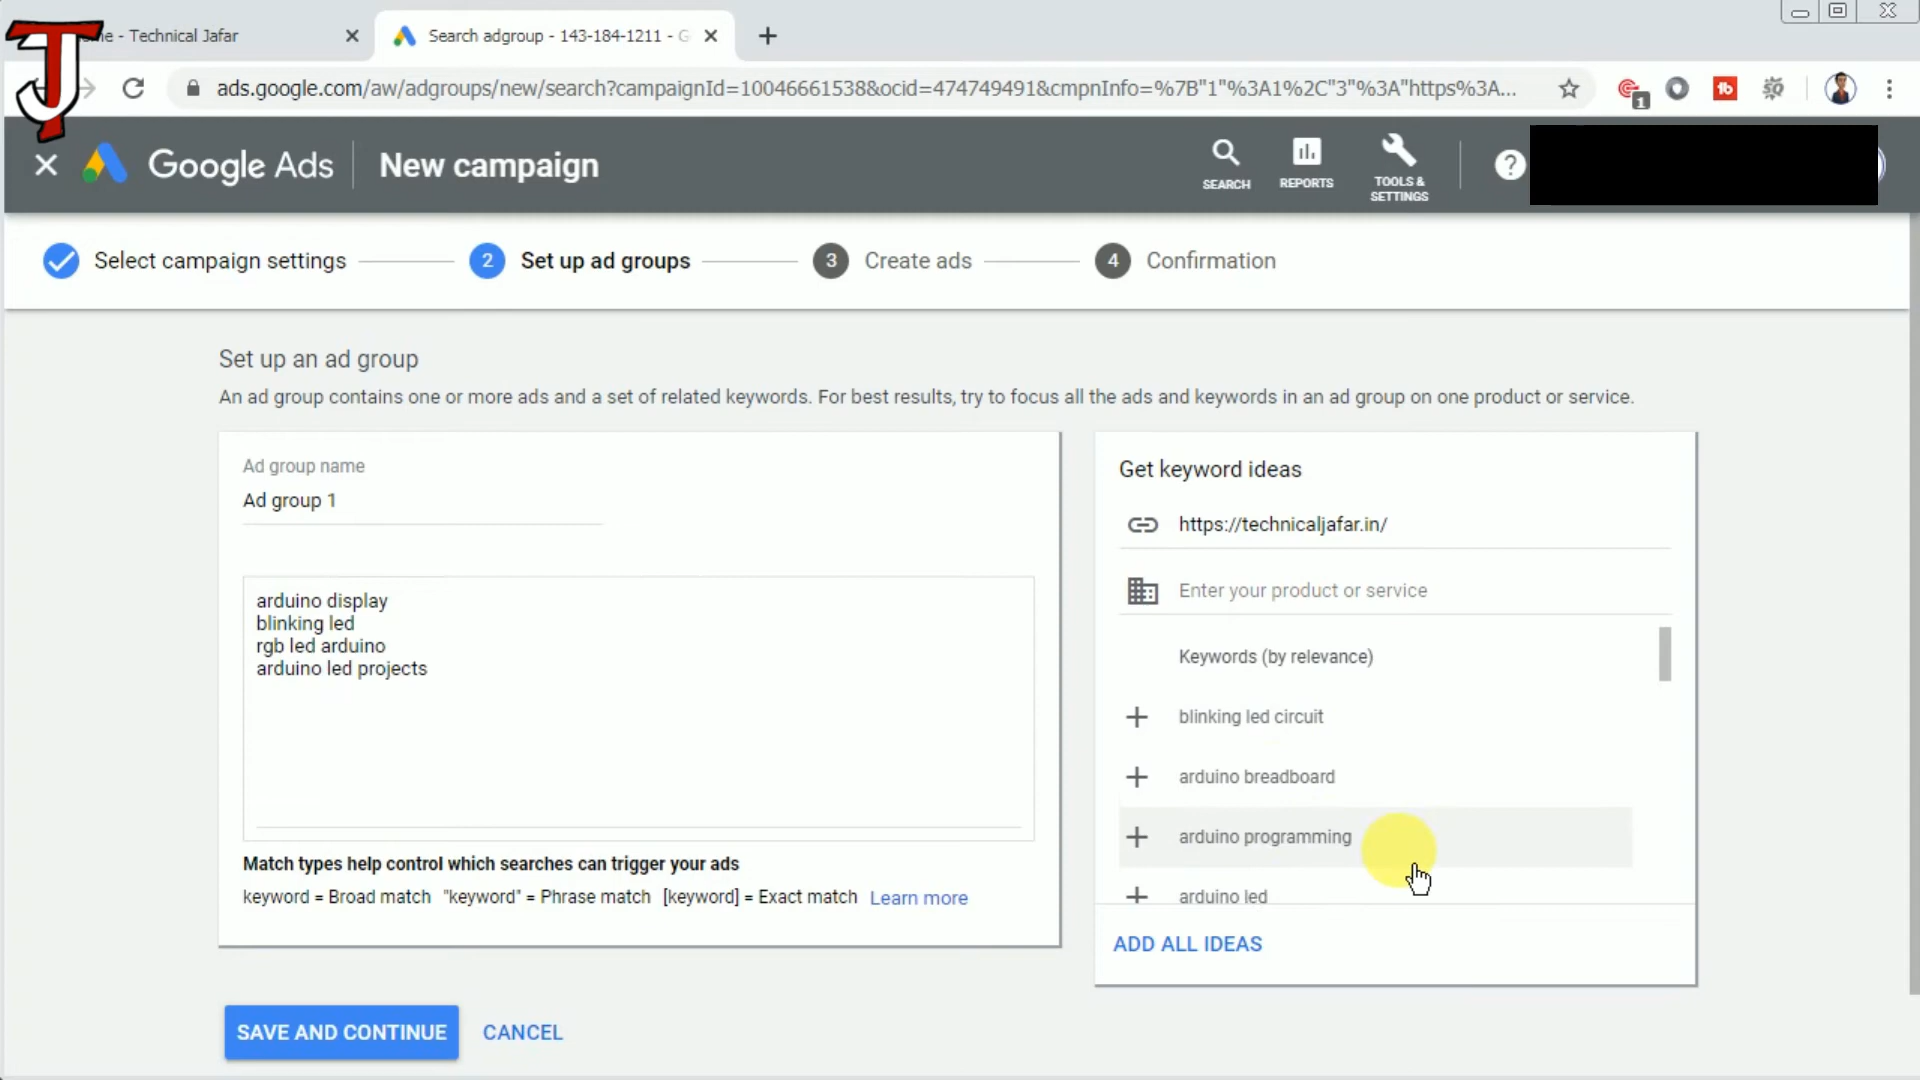 me - Technical Jafar
Search adgroup - 143-184-1211 - G
ads.google.com/aw/adgroups/new/search?campaignId=10046661538&ocid=474749491&cmpnInfo=%7B"1"%3A1%2C"3"%3A"https%3A...
1
Google Ads
New campaign
SEARCH
REPORTS
TOOLS &
SETTINGS
?
Select campaign settings
2
Set up ad groups
3
Create ads
4
Confirmation
Set up an ad group
An ad group contains one or more ads and a set of related keywords. For best results, try to focus all the ads and keywords in an ad group on one product or service.
Ad group name
Ad group 1
arduino display
blinking led
rgb led arduino
arduino led projects
Match types help control which searches can trigger your ads
keyword = Broad match "keyword" = Phrase match [keyword] = Exact match Learn more
Get keyword ideas
https://technicaljafar.in/
Enter your product or service
Keywords (by relevance)
blinking led circuit
arduino breadboard
arduino programming
arduino led
ADD ALL IDEAS
SAVE AND CONTINUE
CANCEL